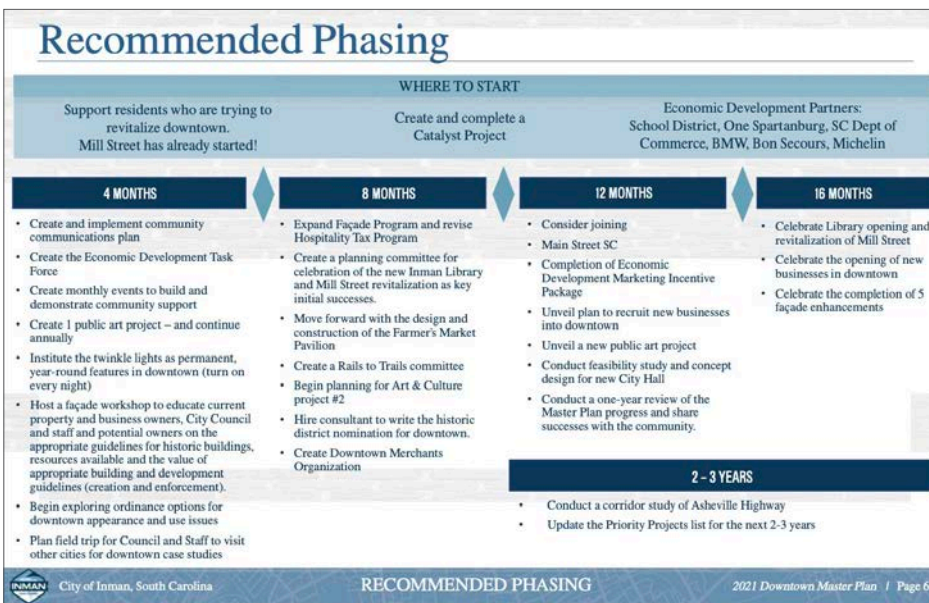 Recommended Phasing
WHERE TO START
Support residents who are trying to
revitalize downtown.
Mill Street has already started!
Create and complete a
Catalyst Project
Economic Development Partners:
School District, One Spartanburg, SC Dept of
Commerce, BMW, Bon Secours, Michelin
4 MONTHS
• Create and implement community
communications plan
• Create the Economic Development Task
Force
• Create monthly events to build and
demonstrate community support
• Create 1 public art project – and continue
annually
• Institute the twinkle lights as permanent,
year-round features in downtown (turn on
every night)
• Host a façade workshop to educate current
property and business owners, City Council
and staff and potential owners on the
appropriate guidelines for historic buildings,
resources available and the value of
appropriate building and development
guidelines (creation and enforcement).
• Begin exploring ordinance options for
downtown appearance and use issues
• Plan field trip for Council and Staff to visit
other cities for downtown case studies
8 MONTHS
• Expand Façade Program and revise
Hospitality Tax Program
• Create a planning committee for
celebration of the new Inman Library
and Mill Street revitalization as key
initial successes.
• Move forward with the design and
construction of the Farmer's Market
Pavilion
• Create a Rails to Trails committee
• Begin planning for Art & Culture
project #2
• Hire consultant to write the historic
district nomination for downtown.
• Create Downtown Merchants
Organization
12 MONTHS
• Consider joining
• Main Street SC
• Completion of Economic
Development Marketing Incentive
Package
• Unveil plan to recruit new businesses
into downtown
• Unveil a new public art project
• Conduct feasibility study and concept
design for new City Hall
• Conduct a one-year review of the
Master Plan progress and share
successes with the community.
16 MONTHS
• Celebrate Library opening and
revitalization of Mill Street
• Celebrate the opening of new
businesses in downtown
• Celebrate the completion of 5
façade enhancements
2 – 3 YEARS
• Conduct a corridor study of Asheville Highway
• Update the Priority Projects list for the next 2-3 years
INMAN
City of Inman, South Carolina
RECOMMENDED PHASING
2021 Downtown Master Plan | Page 6